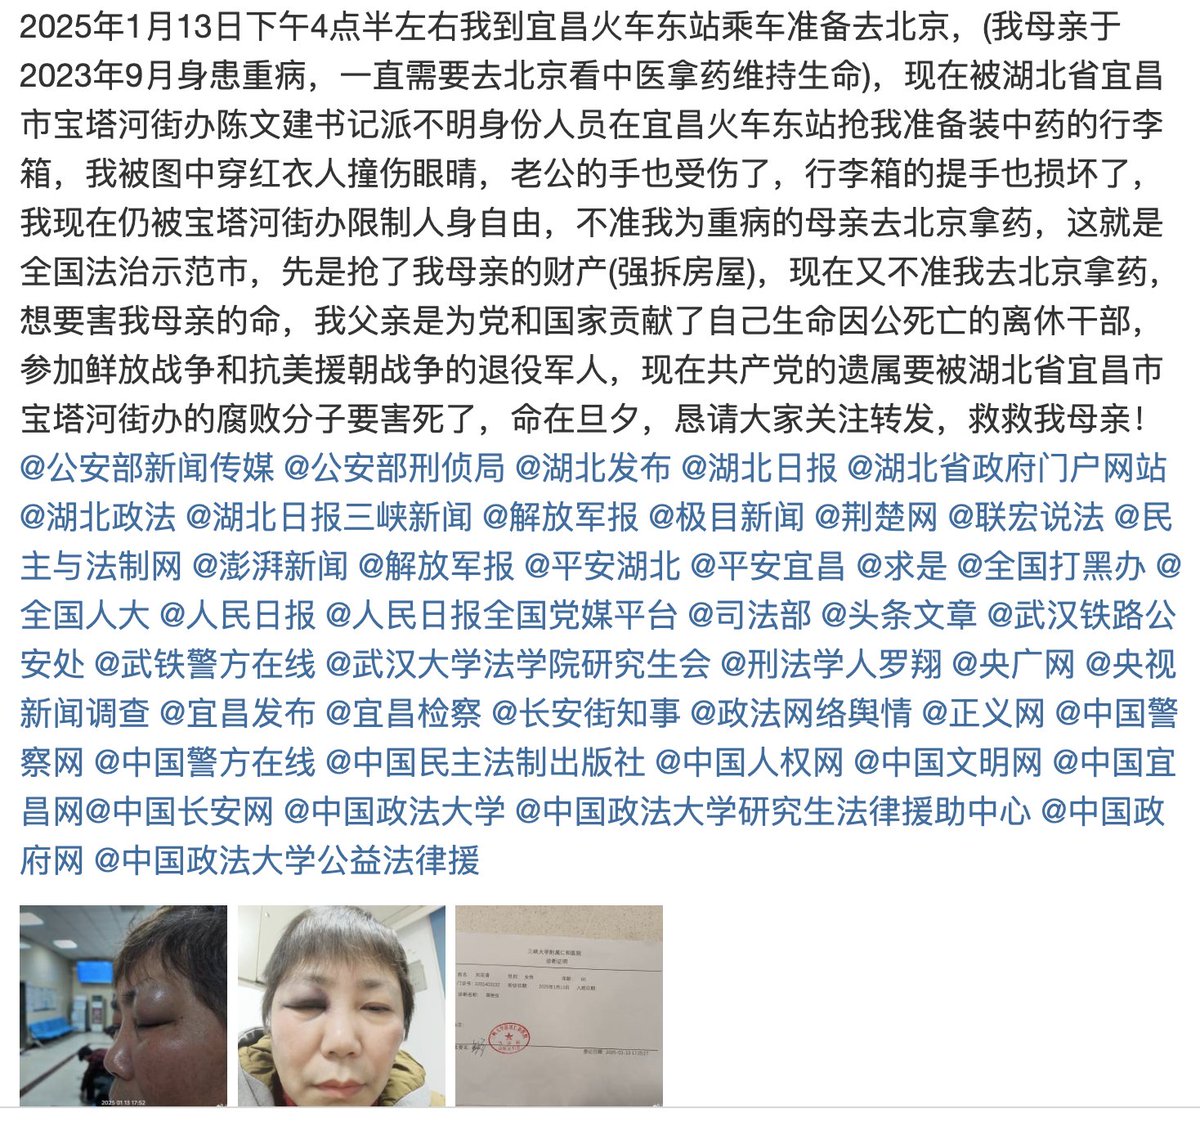 2025年1月13日下午4点半左右我到宜昌火车东站乘车准备去北京，(我母亲于
2023年9月身患重病，一直需要去北京看中医拿药维持生命)，现在被湖北省宜昌
市宝塔河街办陈文建书记派不明身份人员在宜昌火车东站抢我准备装中药的行李
箱，我被图中穿红衣人撞伤眼睛，老公的手也受伤了，行李箱的提手也损坏了，
我现在仍被宝塔河街办限制人身自由，不准我为重病的母亲去北京拿药，这就是
全国法治示范市，先是抢了我母亲的财产(强拆房屋)，现在又不准我去北京拿药，
想要害我母亲的命，我父亲是为党和国家贡献了自己生命因公死亡的离休干部，
参加鲜放战争和抗美援朝战争的退役军人，现在共产党的遗属要被湖北省宜昌市
宝塔河街办的腐败分子要害死了，命在旦夕，恳请大家关注转发，救救我母亲！
@公安部新闻传媒 @公安部刑侦局 @湖北发布 @湖北日报 @湖北省政府门户网站
@湖北政法 @湖北日报三峡新闻 @解放军报 @极目新闻 @荆楚网 @联宏说法 @民
主与法制网 @澎湃新闻 @解放军报 @平安湖北 @平安宜昌 @求是 @全国打黑办 @
全国人大 @人民日报 @人民日报全国党媒平台 @司法部 @头条文章 @武汉铁路公
安处 @武铁警方在线 @武汉大学法学院研究生会 @刑法学人罗翔 @央广网 @央视
新闻调查 @宜昌发布 @宜昌检察 @长安街知事 @政法网络舆情 @正义网 @中国警
察网 @中国警方在线 @中国民主法制出版社 @中国人权网 @中国文明网 @中国宜
昌网@中国长安网 @中国政法大学 @中国政法大学研究生法律援助中心 @中国政
府网 @中国政法大学公益法律援
2025 01 13 17:52
三峡大学附属仁和医院
诊断证明